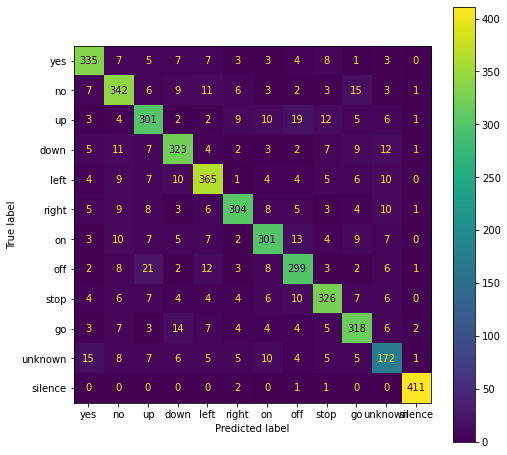 400
yes 335 7 5 7 7 3 3 4 8 1 3 0
350
no 7 342 6 9 11 6 3 2 3 15 3 1
up 3 4 301 2 2 9 10 19 12 5 6 1
300
down 5 11 7 323 4 2 3 2 7 9 12 1
left 4 9 7 10 365 1 4 4 5 6 10 0
250
right 5 9 8 3 6 304 8 5 3 4 10 1
True label
200
on 3 10 7 5 7 2 301 13 4 9 7 0
off 2 8 21 2 12 3 8 299 3 2 6 1
150
stop 4 6 7 4 4 4 6 10 326 7 6 0
100
go 3 7 3 14 7 4 4 4 5 318 6 2
unknown 15 8 7 6 5 5 10 4 5 5 172 1
50
silence 0 0 0 0 0 2 0 1 1 0 0 411
0
yes no up down left right on off stop go unknown silence
Predicted label